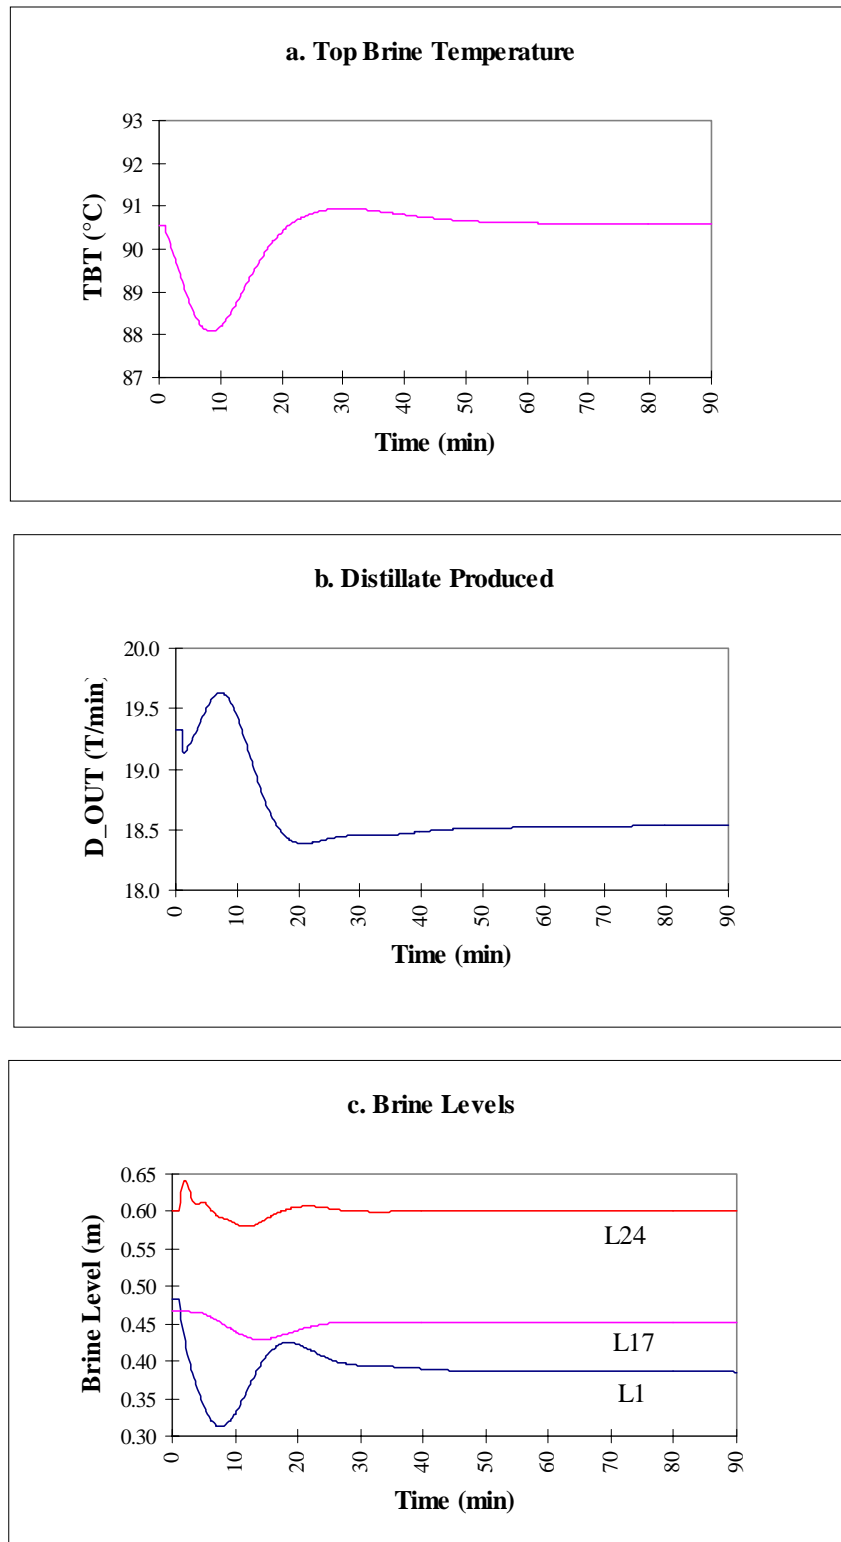 a. Top Brine Temperature
93
92
91
90
89
88
87
TBT (°C)
0 10 20 30 40 50 60 70 80 90
Time (min)
b. Distillate Produced
20.0
19.5
19.0
18.5
18.0
D_OUT (T/min)
0 10 20 30 40 50 60 70 80 90
Time (min)
c. Brine Levels
0.65
0.60
0.55
0.50
0.45
0.40
0.35
0.30
Brine Level (m)
L24
L17
L1
0 10 20 30 40 50 60 70 80 90
Time (min)